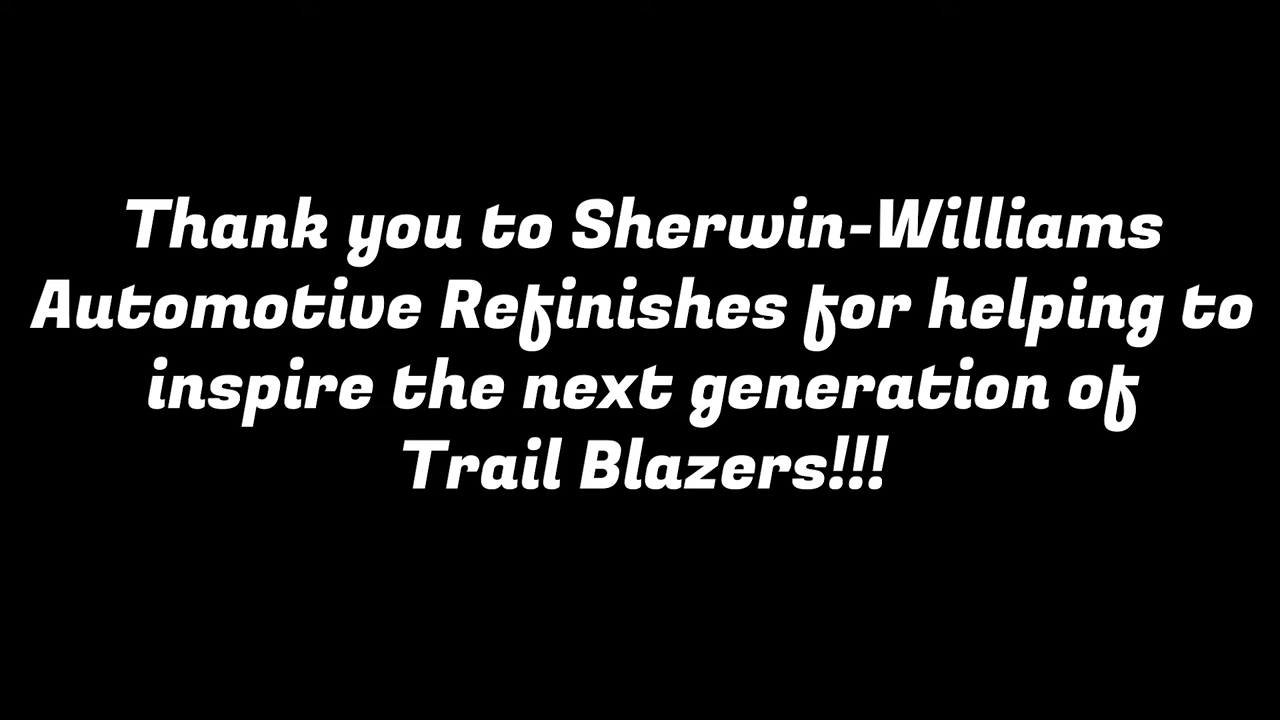 Thank you to Sherwin-Williams
Automotive Refinishes for helping to
inspire the next generation of
Trail Blazers!!!